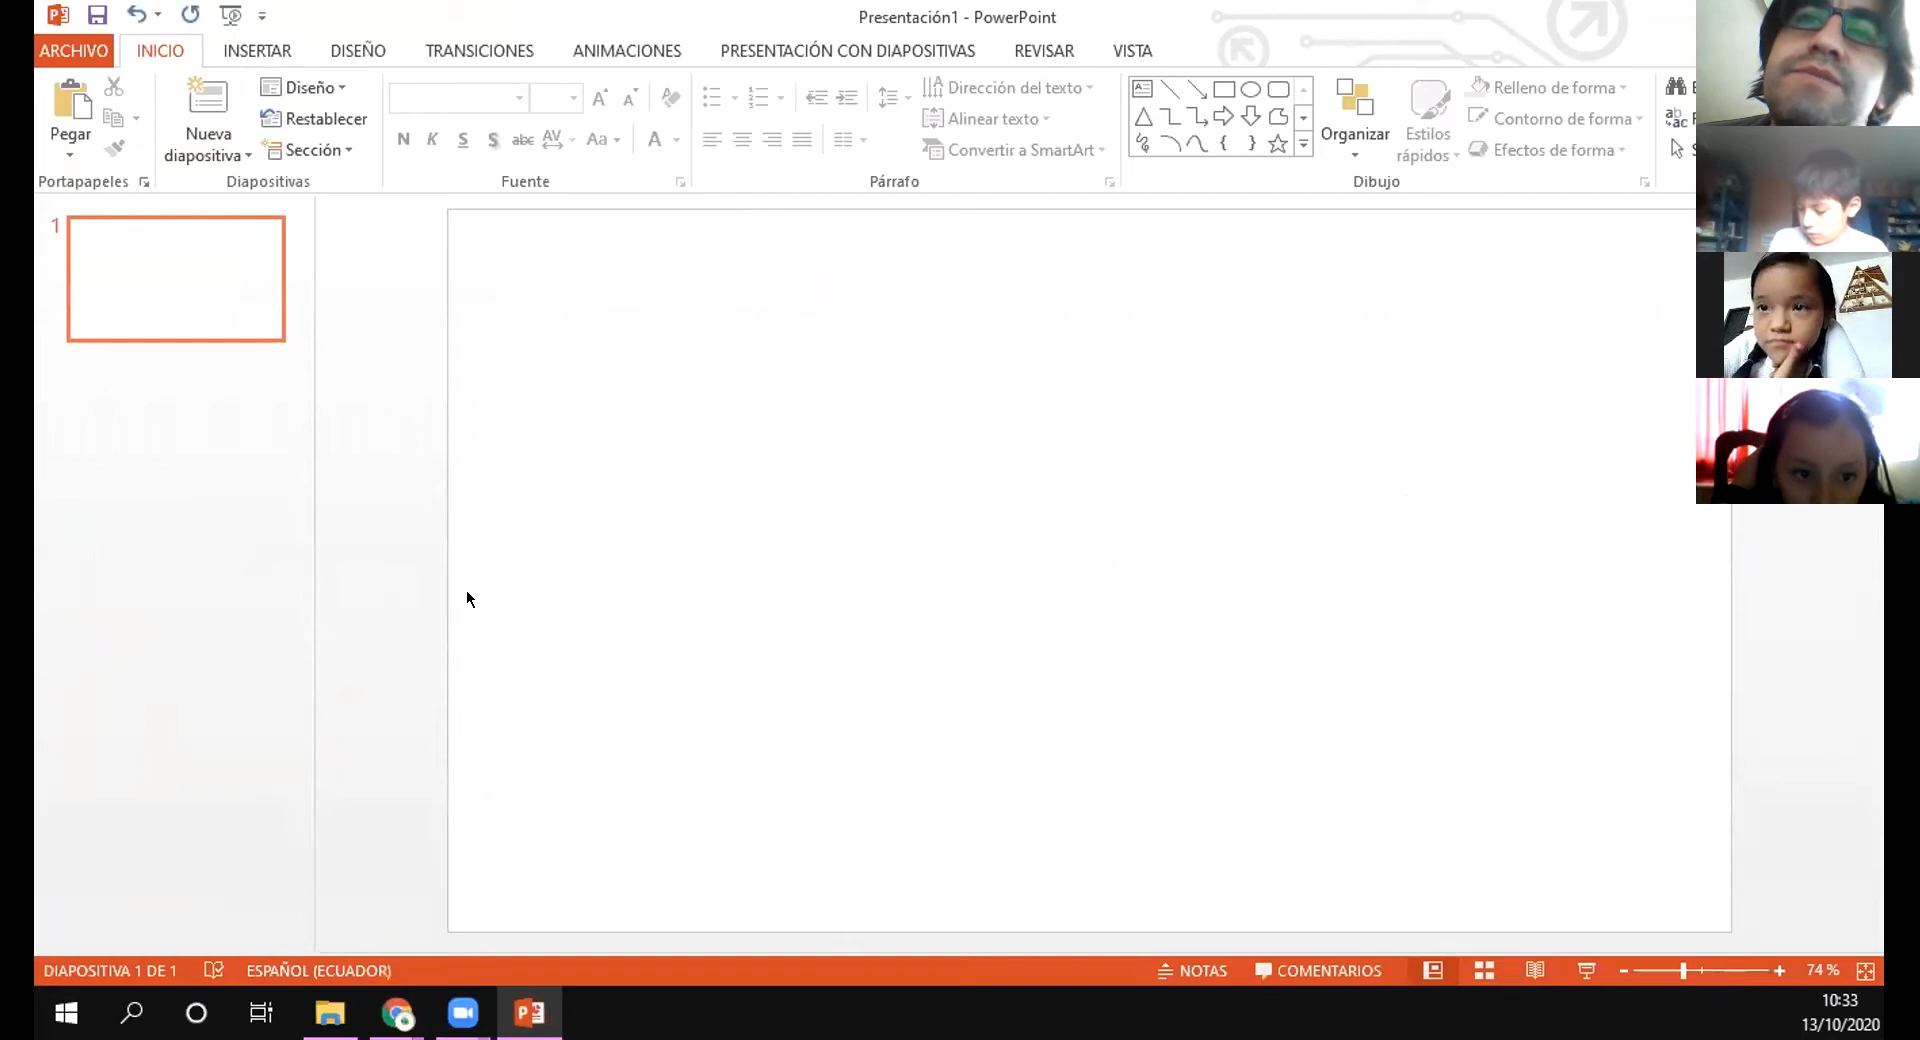 Presentación1 - PowerPoint
ARCHIVO INICIO INSERTAR DISEÑO TRANSICIONES ANIMACIONES PRESENTACIÓN CON DIAPOSITIVAS REVISAR VISTA
Pegar
Nueva diapositiva
Diseño
Restablecer
Sección
N K S S abc AV Aa A
Dirección del texto
Alinear texto
Convertir a SmartArt
Organizar
Estilos rápidos
Relleno de forma
Contorno de forma
Efectos de forma
Portapapeles Diapositivas Fuente Párrafo Dibujo
1
DIAPOSITIVA 1 DE 1 ESPAÑOL (ECUADOR) NOTAS COMENTARIOS 74 %
10:33
13/10/2020